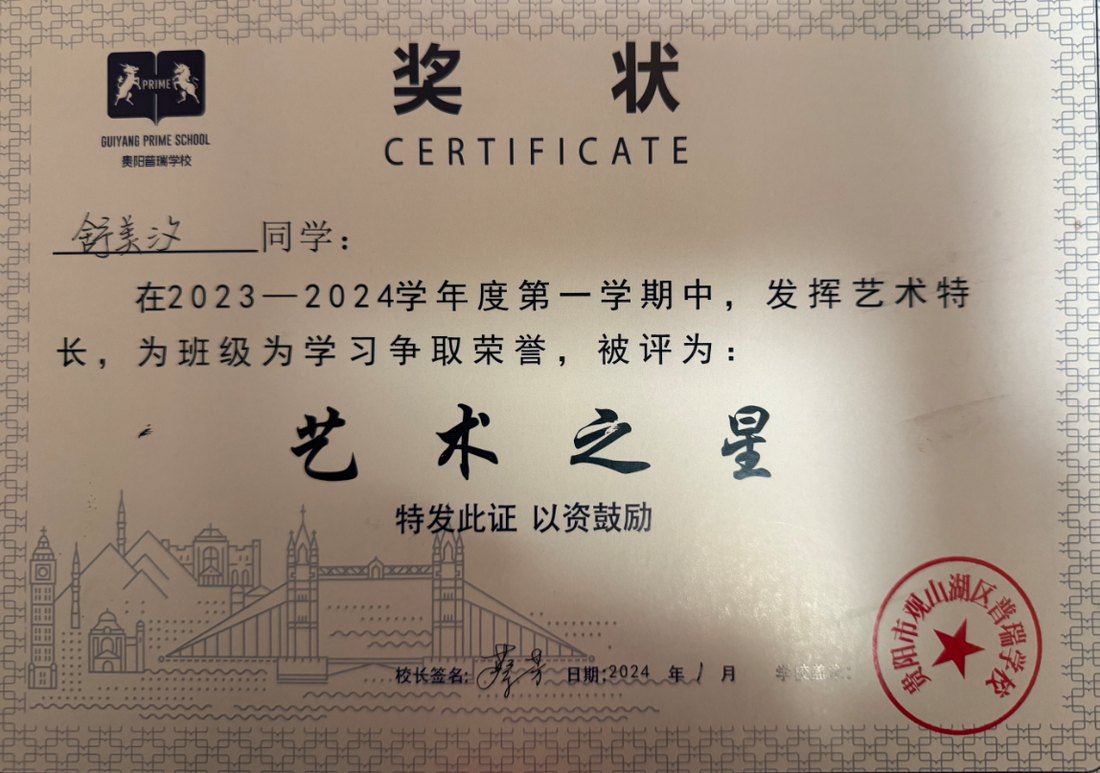 奖 状
CERTIFICATE
PRIME
GUIYANG PRIME SCHOOL
贵阳普瑞学校
舒美汐同学：
在2023—2024学年度第一学期中，发挥艺术特
长，为班级为学习争取荣誉，被评为：
艺术之星
特发此证 以资鼓励
校长签名: 日期:2024 年 1 月 学校盖章:
贵阳市观山湖区普瑞学校